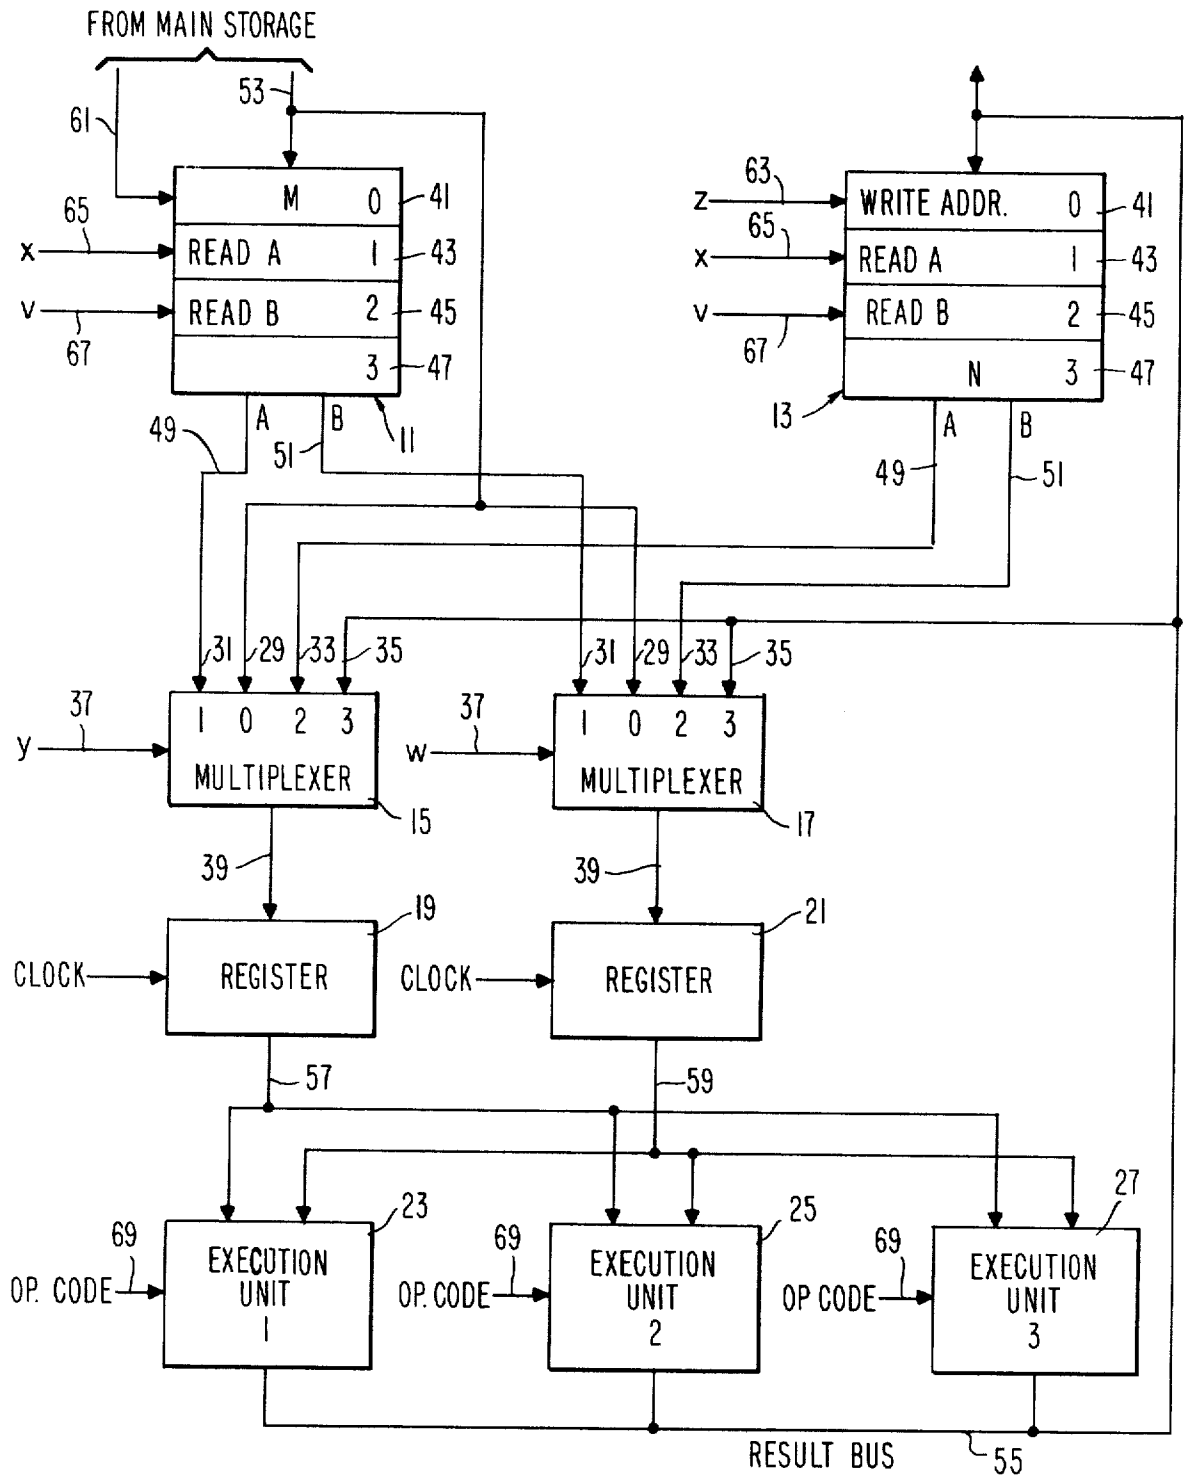 FROM MAIN STORAGE
53
61
M 0 41
65
x READ A 1 43
v READ B 2 45
67
3 47
A B
49 51 11
63
z WRITE ADDR. 0 41
65
x READ A 1 43
v READ B 2 45
67
N 3 47
13
A B
49 51
31 29 33 35
31 29 33 35
37
y
1 0 2 3
MULTIPLEXER
15
37
w
1 0 2 3
MULTIPLEXER
17
39
39
19
CLOCK REGISTER
21
CLOCK REGISTER
57
59
23
69
OP. CODE
EXECUTION
UNIT
1
25
69
OP. CODE
EXECUTION
UNIT
2
27
69
OP CODE
EXECUTION
UNIT
3
RESULT BUS 55